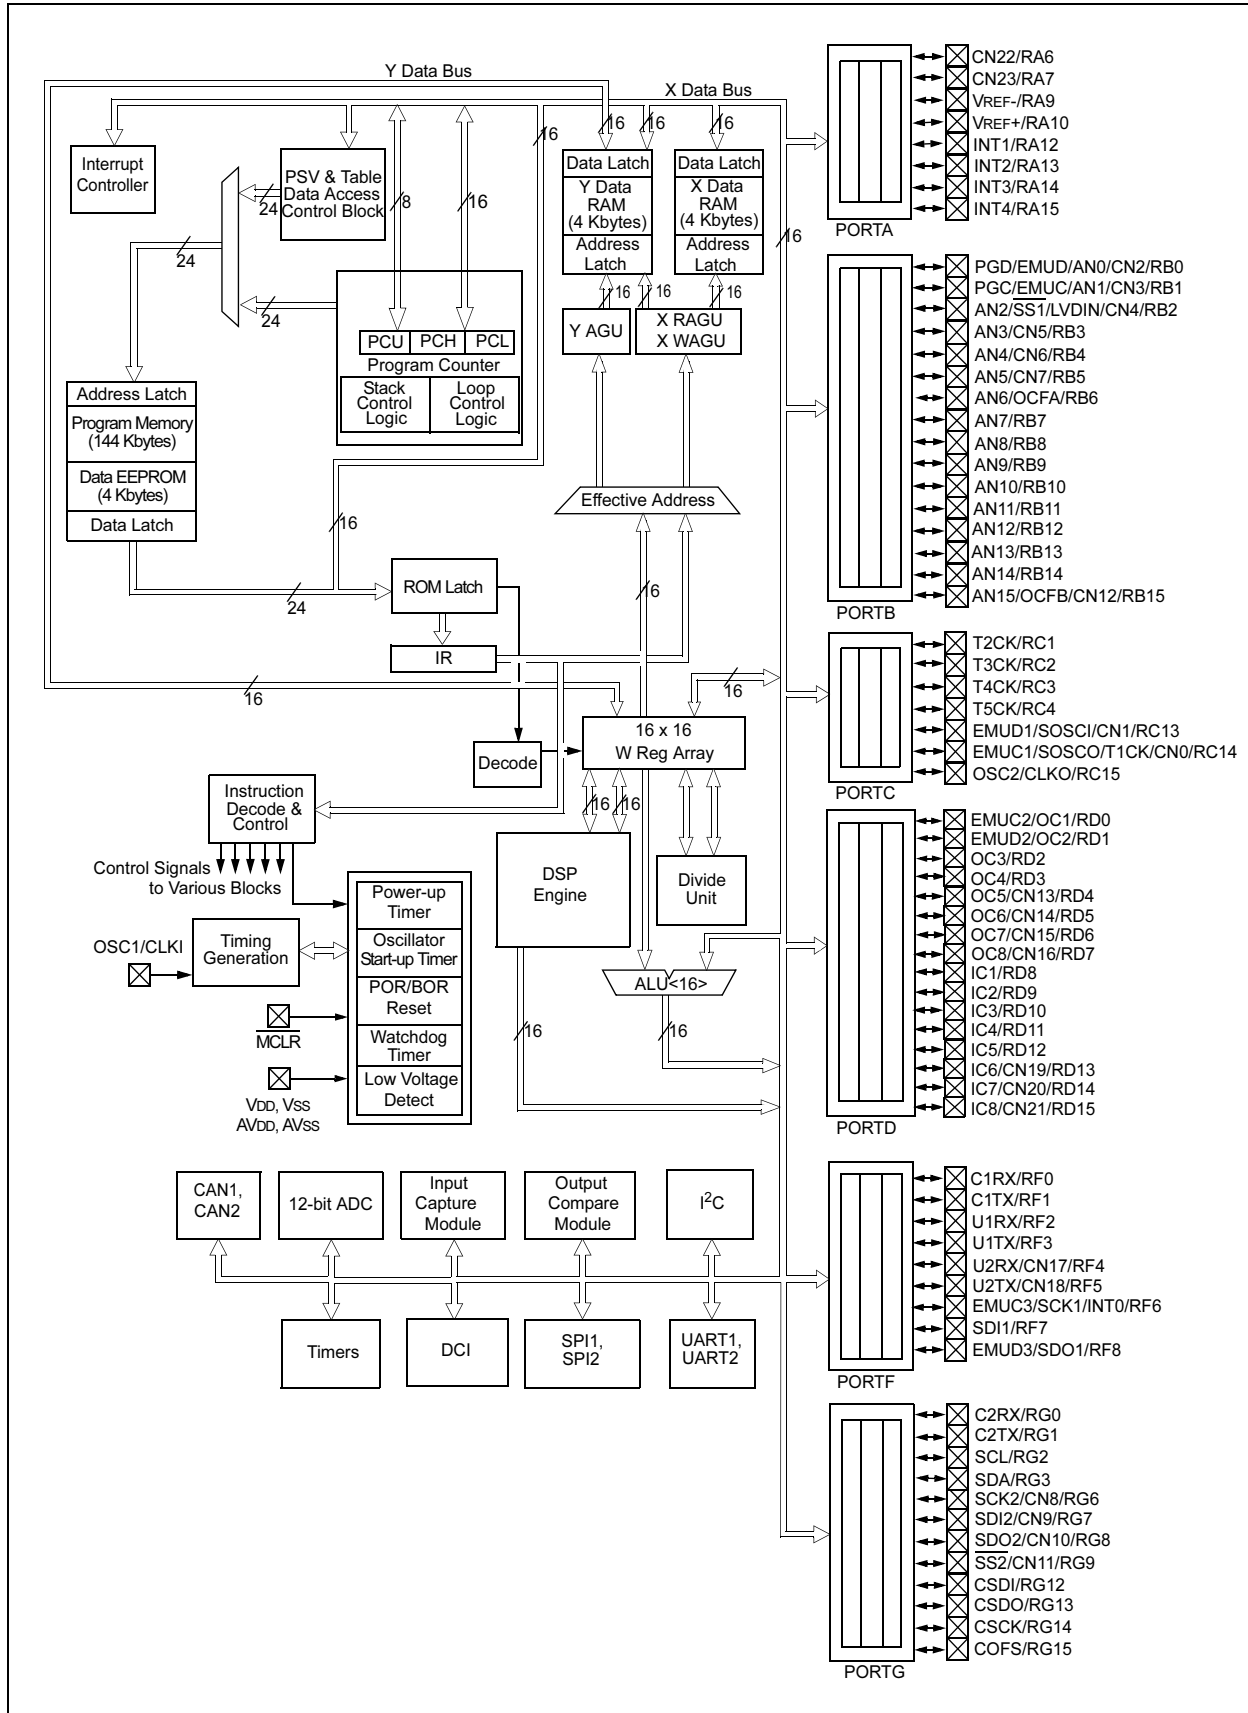 Y Data Bus
X Data Bus
16
16
16
16
Interrupt
Controller
PSV & Table
Data Access
Control Block
24
8
16
24
24
Data Latch
Y Data
RAM
(4 Kbytes)
Address
Latch
Data Latch
X Data
RAM
(4 Kbytes)
Address
Latch
16
16
16
16
Y AGU
X RAGU
X WAGU
PCU
PCH
PCL
Program Counter
Stack
Control
Logic
Loop
Control
Logic
Address Latch
Program Memory
(144 Kbytes)
Data EEPROM
(4 Kbytes)
Data Latch
Effective Address
16
24
ROM Latch
16
IR
16
16
16 x 16
W Reg Array
Decode
Instruction
Decode &
Control
16
16
Control Signals
to Various Blocks
DSP
Engine
Divide
Unit
Power-up
Timer
Oscillator
Start-up Timer
POR/BOR
Reset
Watchdog
Timer
Low Voltage
Detect
OSC1/CLKI
Timing
Generation
MCLR
VDD, VSS
AVDD, AVSS
ALU<16>
16
16
CAN1,
CAN2
12-bit ADC
Input
Capture
Module
Output
Compare
Module
I2C
Timers
DCI
SPI1,
SPI2
UART1,
UART2
CN22/RA6
CN23/RA7
VREF-/RA9
VREF+/RA10
INT1/RA12
INT2/RA13
INT3/RA14
INT4/RA15
PORTA
PGD/EMUD/AN0/CN2/RB0
PGC/EMUC/AN1/CN3/RB1
AN2/SS1/LVDIN/CN4/RB2
AN3/CN5/RB3
AN4/CN6/RB4
AN5/CN7/RB5
AN6/OCFA/RB6
AN7/RB7
AN8/RB8
AN9/RB9
AN10/RB10
AN11/RB11
AN12/RB12
AN13/RB13
AN14/RB14
AN15/OCFB/CN12/RB15
PORTB
T2CK/RC1
T3CK/RC2
T4CK/RC3
T5CK/RC4
EMUD1/SOSCI/CN1/RC13
EMUC1/SOSCO/T1CK/CN0/RC14
OSC2/CLKO/RC15
PORTC
EMUC2/OC1/RD0
EMUD2/OC2/RD1
OC3/RD2
OC4/RD3
OC5/CN13/RD4
OC6/CN14/RD5
OC7/CN15/RD6
OC8/CN16/RD7
IC1/RD8
IC2/RD9
IC3/RD10
IC4/RD11
IC5/RD12
IC6/CN19/RD13
IC7/CN20/RD14
IC8/CN21/RD15
PORTD
C1RX/RF0
C1TX/RF1
U1RX/RF2
U1TX/RF3
U2RX/CN17/RF4
U2TX/CN18/RF5
EMUC3/SCK1/INT0/RF6
SDI1/RF7
EMUD3/SDO1/RF8
PORTF
C2RX/RG0
C2TX/RG1
SCL/RG2
SDA/RG3
SCK2/CN8/RG6
SDI2/CN9/RG7
SDO2/CN10/RG8
SS2/CN11/RG9
CSDI/RG12
CSDO/RG13
CSCK/RG14
COFS/RG15
PORTG